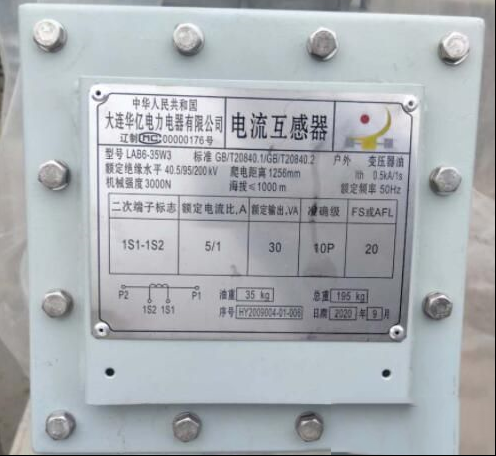 中华人民共和国
大连华亿电力电器有限公司
辽制MC00000176号
电流互感器
型号 LAB6-35W3 标准 GB/T20840.1/GB/T20840.2 户外 变压器油
额定绝缘水平 40.5/95/200 kV 爬电距离 1256mm Ith 0.5kA/1s
机械强度 3000N 海拔≤1000 m 额定频率 50Hz
二次端子标志 额定电流比,A 额定输出,VA 准确级 FS或AFL
1S1-1S2 5/1 30 10P 20
P2 P1
1S2 1S1
油重 35 kg 总重 195 kg
序号 HY2009004-01-006 日期 2020 年 9 月